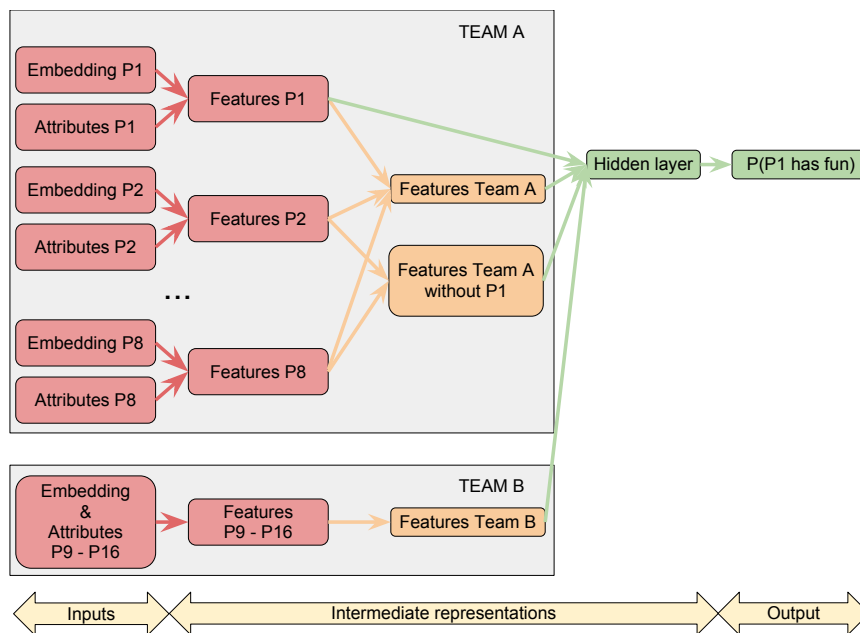 TEAM A
Embedding P1
Attributes P1
Features P1
Embedding P2
Attributes P2
Features P2
...
Embedding P8
Attributes P8
Features P8
Features Team A
Features Team A
without P1
Hidden layer
P(P1 has fun)
TEAM B
Embedding
&
Attributes
P9 - P16
Features
P9 - P16
Features Team B
Inputs
Intermediate representations
Output